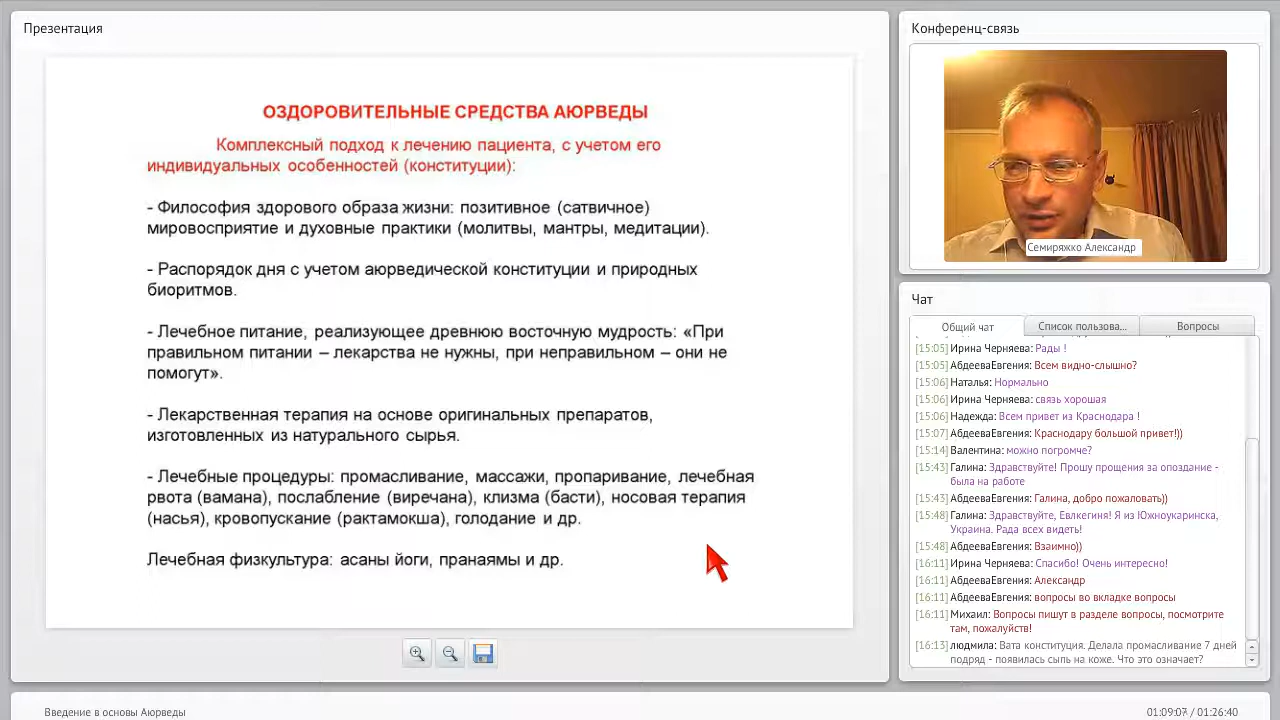 Презентация
ОЗДОРОВИТЕЛЬНЫЕ СРЕДСТВА АЮРВЕДЫ
Комплексный подход к лечению пациента, с учетом его
индивидуальных особенностей (конституции):
- Философия здорового образа жизни: позитивное (сатвичное)
мировосприятие и духовные практики (молитвы, мантры, медитации).
- Распорядок дня с учетом аюрведической конституции и природных
биоритмов.
- Лечебное питание, реализующее древнюю восточную мудрость: «При
правильном питании – лекарства не нужны, при неправильном – они не
помогут».
- Лекарственная терапия на основе оригинальных препаратов,
изготовленных из натурального сырья.
- Лечебные процедуры: промасливание, массажи, пропаривание, лечебная
рвота (вамана), послабление (виречана), клизма (басти), носовая терапия
(насья), кровопускание (рактамокша), голодание и др.
Лечебная физкультура: асаны йоги, пранаямы и др.
Конференц-связь
Семиряжко Александр
Чат
Общий чат
Список пользова...
Вопросы
[15:05] Ирина Черняева: Рады !
[15:05] АбдееваЕвгения: Всем видно-слышно?
[15:06] Наталья: Нормально
[15:06] Ирина Черняева: связь хорошая
[15:06] Надежда: Всем привет из Краснодара !
[15:07] АбдееваЕвгения: Краснодару большой привет!))
[15:14] Валентина: можно погромче?
[15:43] Галина: Здравствуйте! Прошу прощения за опоздание -
была на работе
[15:43] АбдееваЕвгения: Галина, добро пожаловать))
[15:48] Галина: Здравствуйте, Евлкегиня! Я из Южноукаринска,
Украина. Рада всех видеть!
[15:48] АбдееваЕвгения: Взаимно))
[16:11] Ирина Черняева: Спасибо! Очень интересно!
[16:11] АбдееваЕвгения: Александр
[16:11] АбдееваЕвгения: вопросы во вкладке вопросы
[16:11] Михаил: Вопросы пишут в разделе вопросы, посмотрите
там, пожалуйств!
[16:13] людмила: Вата конституция. Делала промасливание 7 дней
подряд - появилась сыпь на коже. Что это означает?
Введение в основы Аюрведы
01:09:07 / 01:26:40